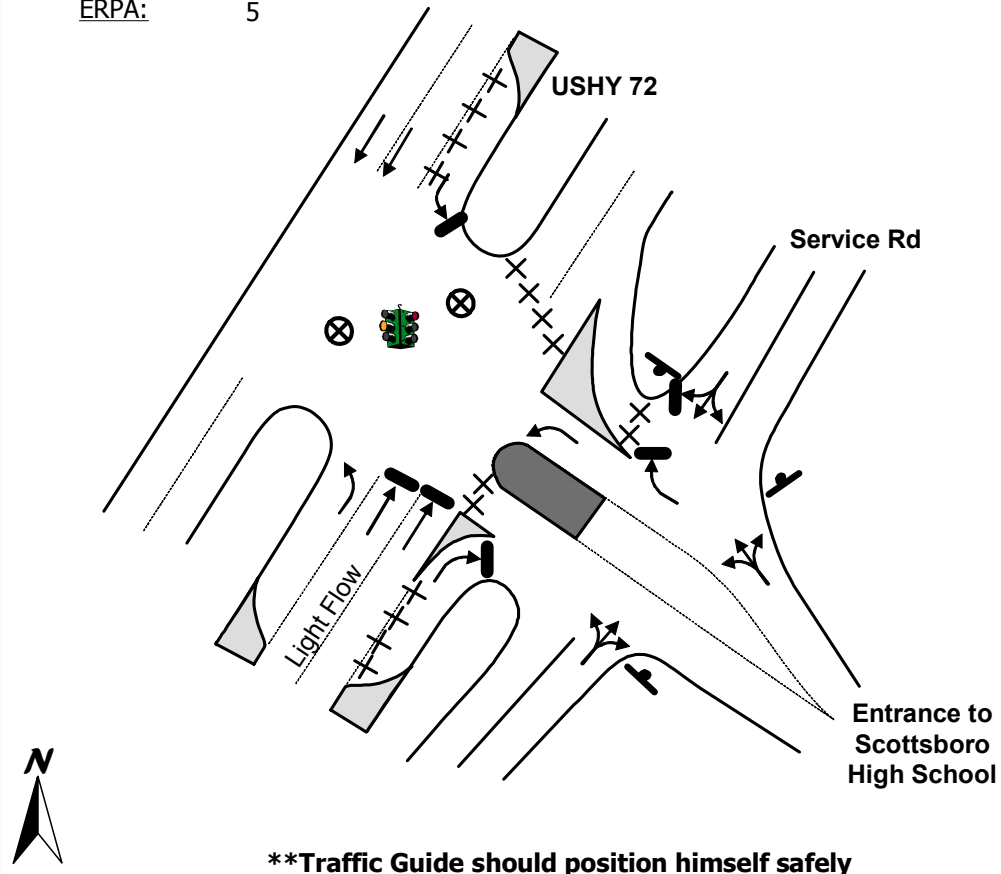 ERPA: 5
USHY 72
Service Rd
Light Flow
Entrance to
Scottsboro
High School
N
**Traffic Guide should position himself safely